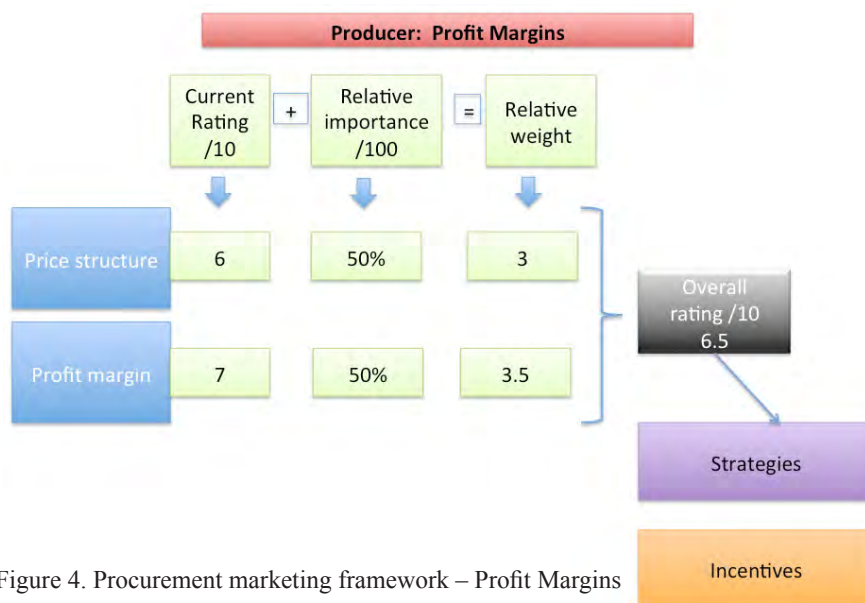 Producer: Profit Margins
Current
Rating
/10
+
Relative
importance
/100
=
Relative
weight
Price structure
6
50%
3
Profit margin
7
50%
3.5
Overall
rating /10
6.5
Strategies
Incentives
Figure 4. Procurement marketing framework – Profit Margins